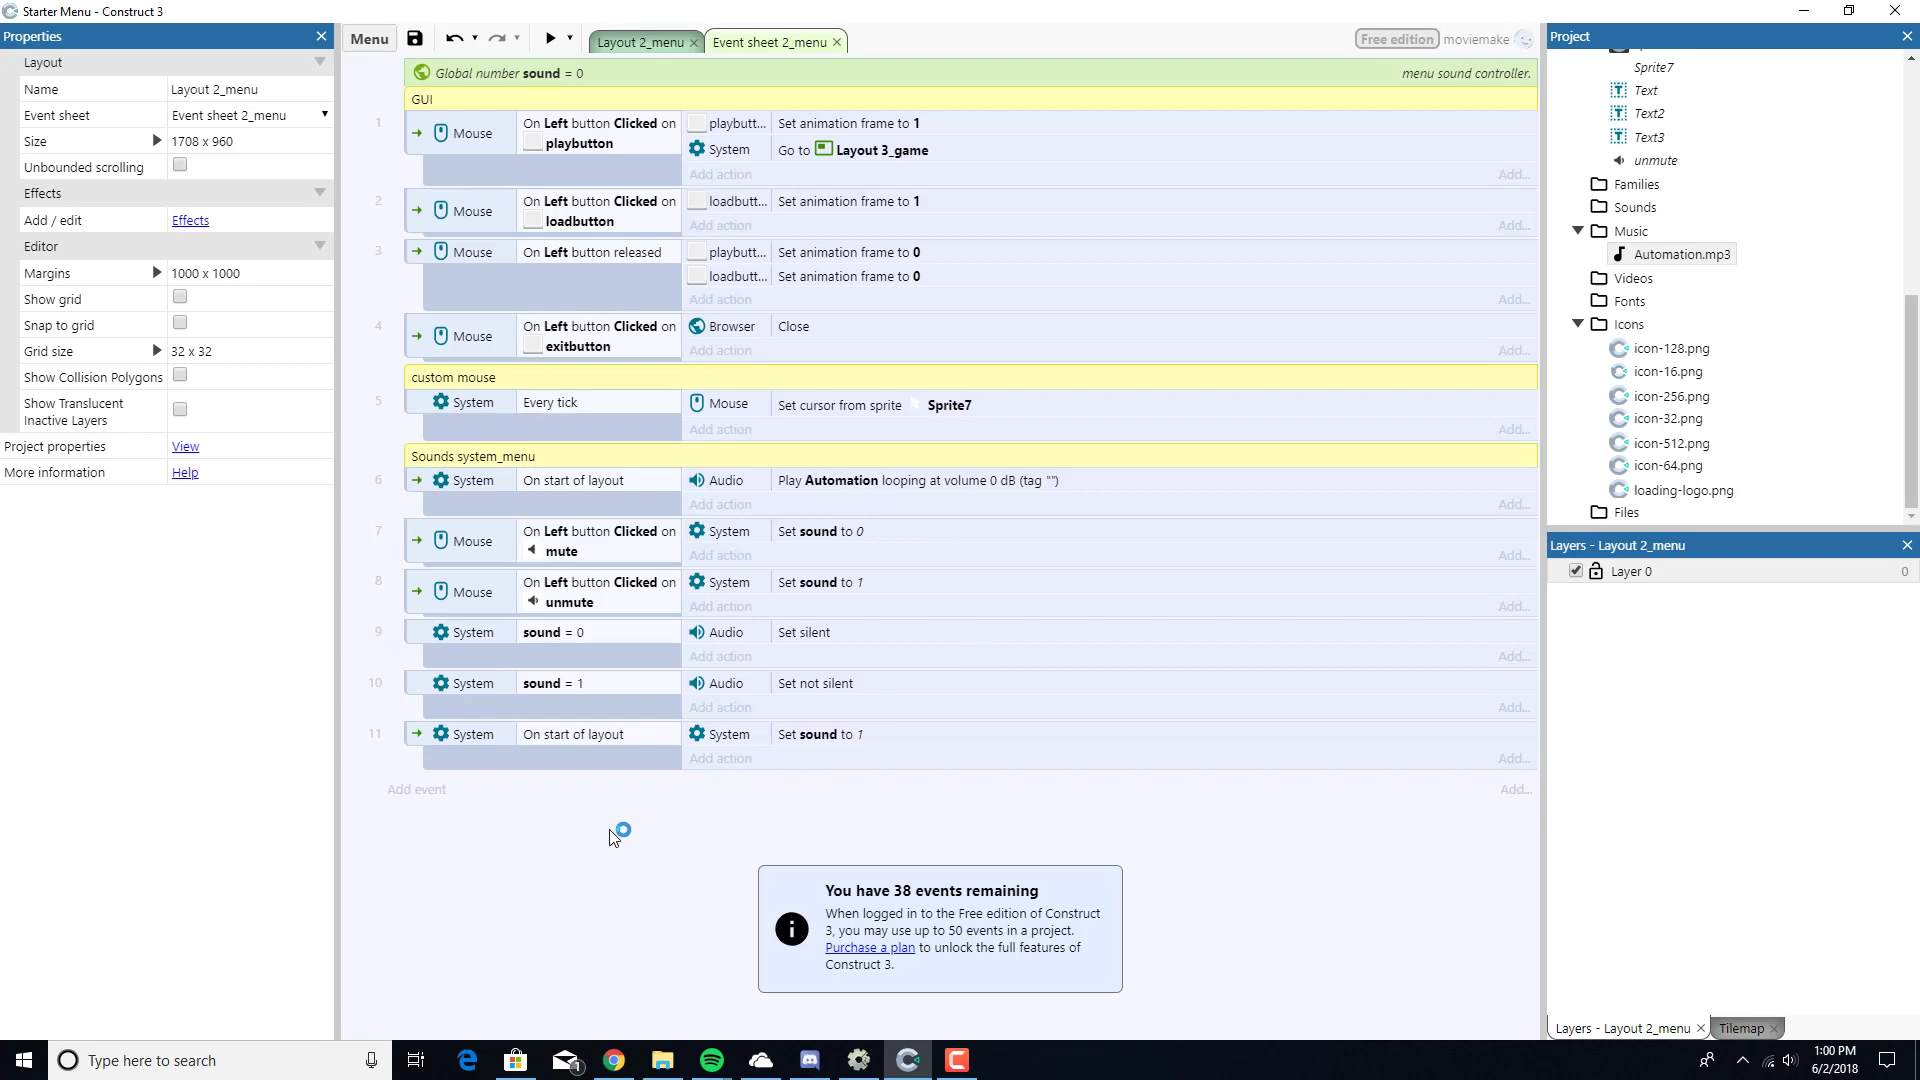 Starter Menu - Construct 3
Properties
Layout
Name Layout 2_menu
Event sheet Event sheet 2_menu
Size 1708 x 960
Unbounded scrolling
Effects
Add / edit Effects
Editor
Margins 1000 x 1000
Show grid
Snap to grid
Grid size 32 x 32
Show Collision Polygons
Show Translucent
Inactive Layers
Project properties View
More information Help
Menu
Layout 2_menu
Event sheet 2_menu
Free edition moviemake
Global number sound = 0 menu sound controller.
GUI
1 Mouse On Left button Clicked on playbutton playbutt... Set animation frame to 1
System Go to Layout 3_game
Add action Add...
2 Mouse On Left button Clicked on loadbutton loadbutt... Set animation frame to 1
Add action Add...
3 Mouse On Left button released playbutt... Set animation frame to 0
loadbutt... Set animation frame to 0
Add action Add...
4 Mouse On Left button Clicked on exitbutton Browser Close
Add action Add...
custom mouse
5 System Every tick Mouse Set cursor from sprite Sprite7
Add action Add...
Sounds system_menu
6 System On start of layout Audio Play Automation looping at volume 0 dB (tag "")
Add action Add...
7 Mouse On Left button Clicked on mute System Set sound to 0
Add action Add...
8 Mouse On Left button Clicked on unmute System Set sound to 1
Add action Add...
9 System sound = 0 Audio Set silent
Add action Add...
10 System sound = 1 Audio Set not silent
Add action Add...
11 System On start of layout System Set sound to 1
Add action Add...
Add event Add...
You have 38 events remaining
When logged in to the Free edition of Construct
3, you may use up to 50 events in a project.
Purchase a plan to unlock the full features of
Construct 3.
Project
Sprite7
Text
Text2
Text3
unmute
Families
Sounds
Music
Automation.mp3
Videos
Fonts
Icons
icon-128.png
icon-16.png
icon-256.png
icon-32.png
icon-512.png
icon-64.png
loading-logo.png
Files
Layers - Layout 2_menu
Layer 0 0
Layers - Layout 2_menu
Tilemap
Type here to search
1
1:00 PM
6/2/2018